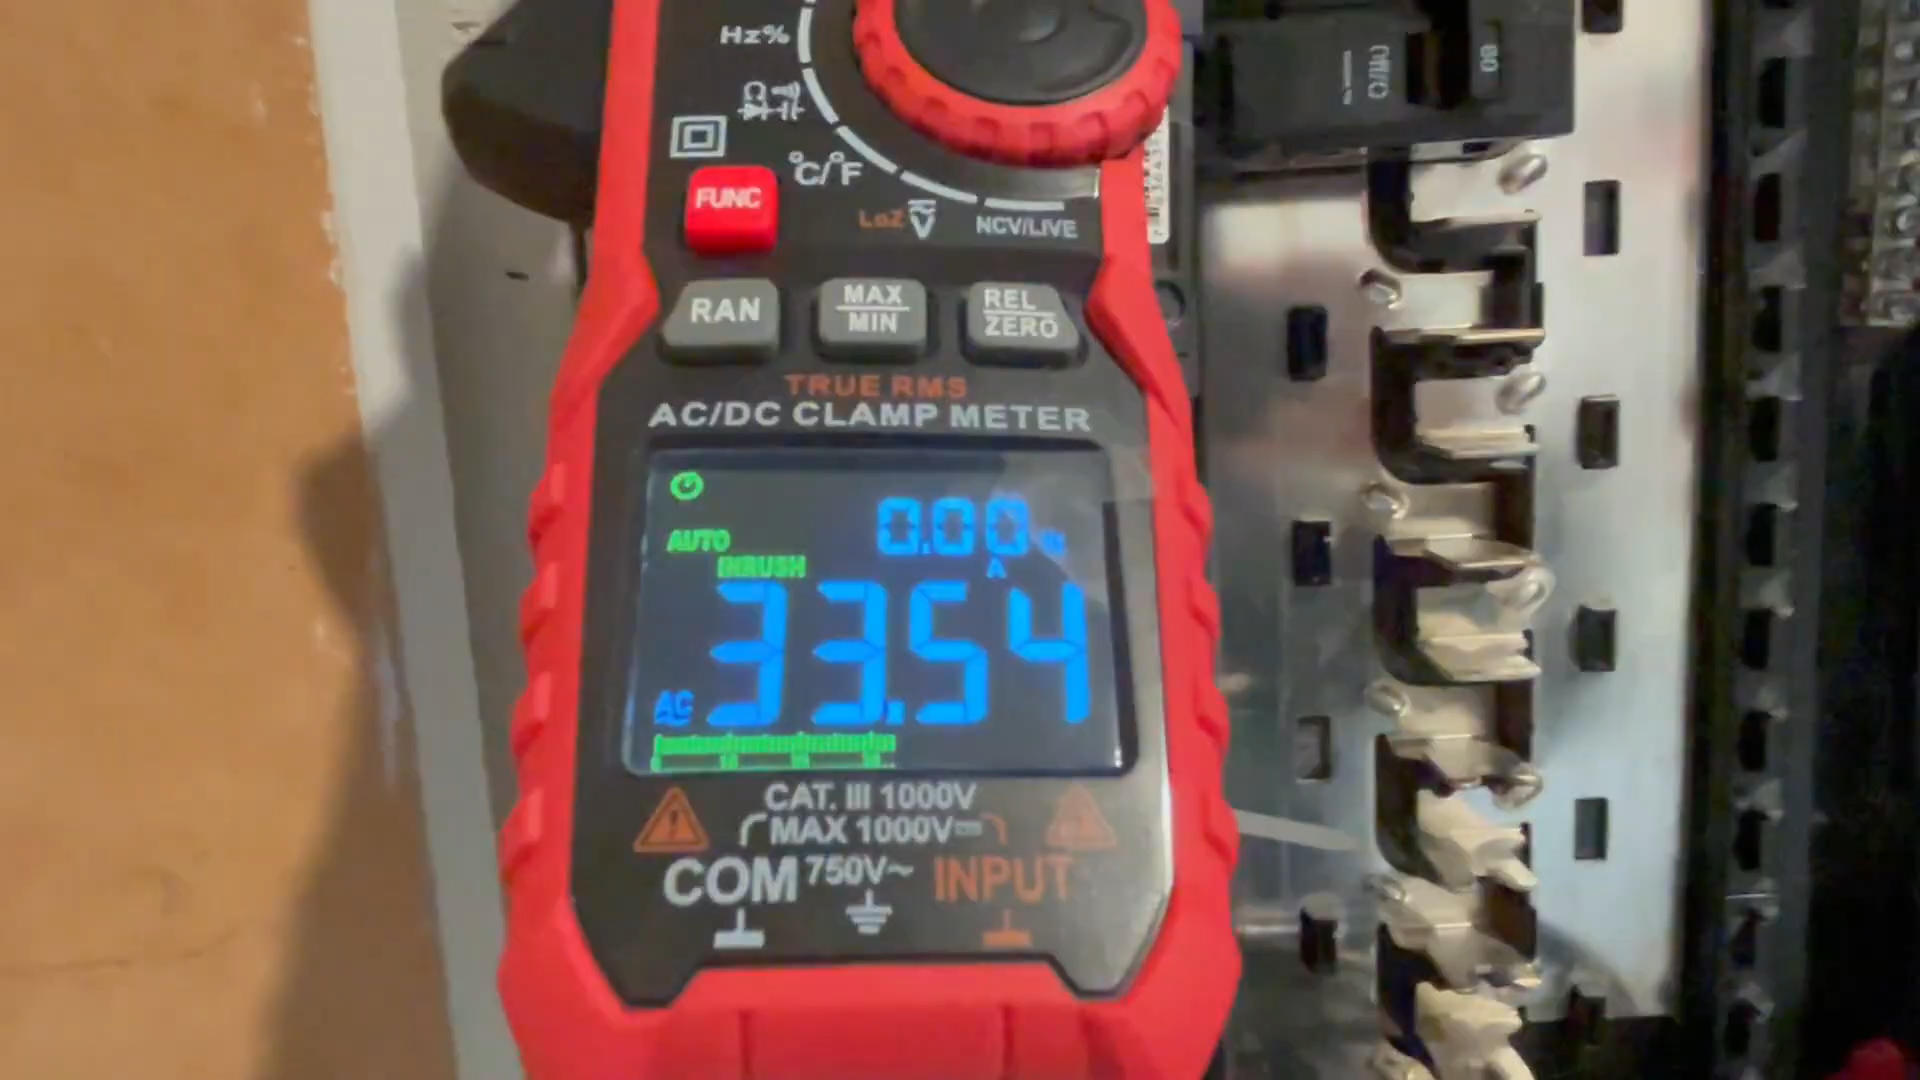 Hz%
°C/°F
FUNC
LoZ V
NCV/LIVE
RAN
MAX
MIN
REL
ZERO
TRUE RMS
AC/DC CLAMP METER
AUTO
0.00
INRUSH
A
AC
33.54
CAT. III 1000V
MAX 1000V
COM 750V~ INPUT
60